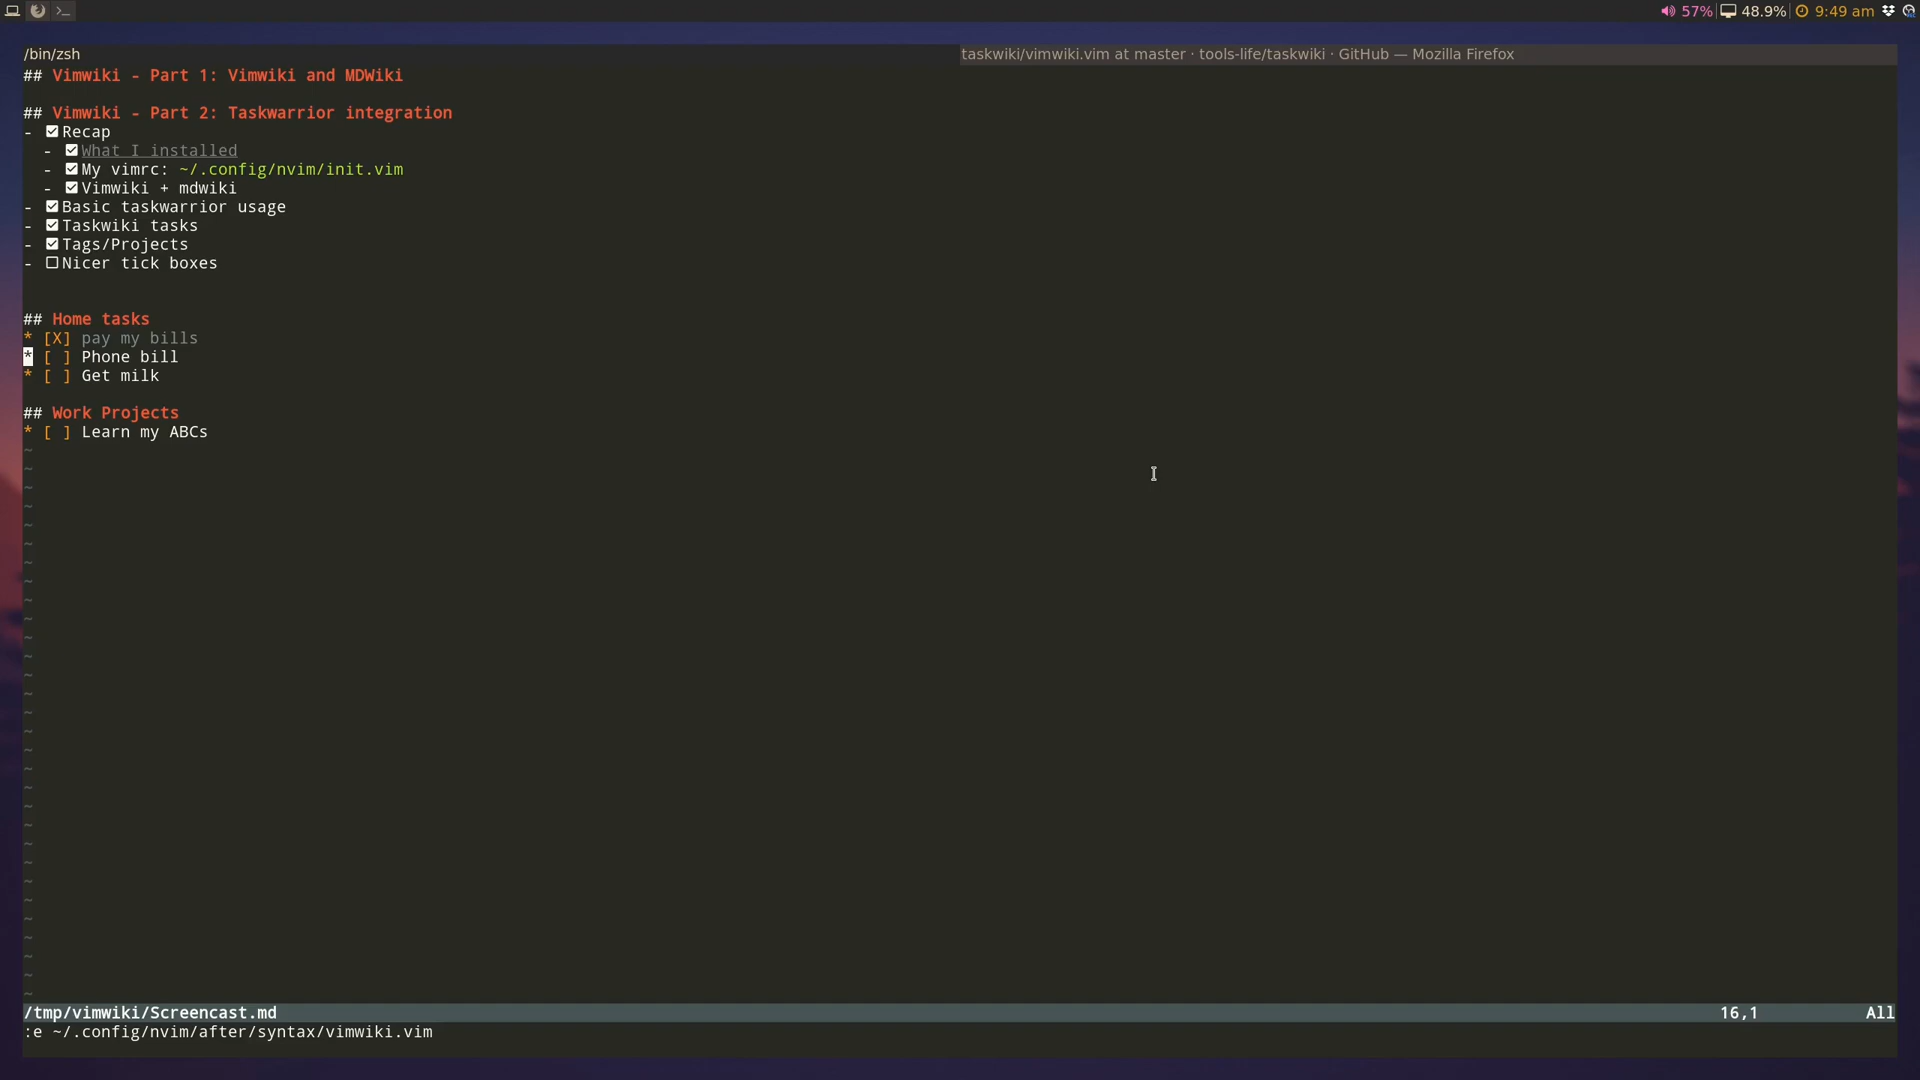 57% 48.9% 9:49 am
/bin/zsh
taskwiki/vimwiki.vim at master · tools-life/taskwiki · GitHub — Mozilla Firefox
## Vimwiki - Part 1: Vimwiki and MDWiki
## Vimwiki - Part 2: Taskwarrior integration
- ☑Recap
- ☑What I installed
- ☑My vimrc: ~/.config/nvim/init.vim
- ☑Vimwiki + mdwiki
- ☑Basic taskwarrior usage
- ☑Taskwiki tasks
- ☑Tags/Projects
- ☐Nicer tick boxes
## Home tasks
* [X] pay my bills
* [ ] Phone bill
* [ ] Get milk
## Work Projects
* [ ] Learn my ABCs
/tmp/vimwiki/Screencast.md 16,1 All
:e ~/.config/nvim/after/syntax/vimwiki.vim